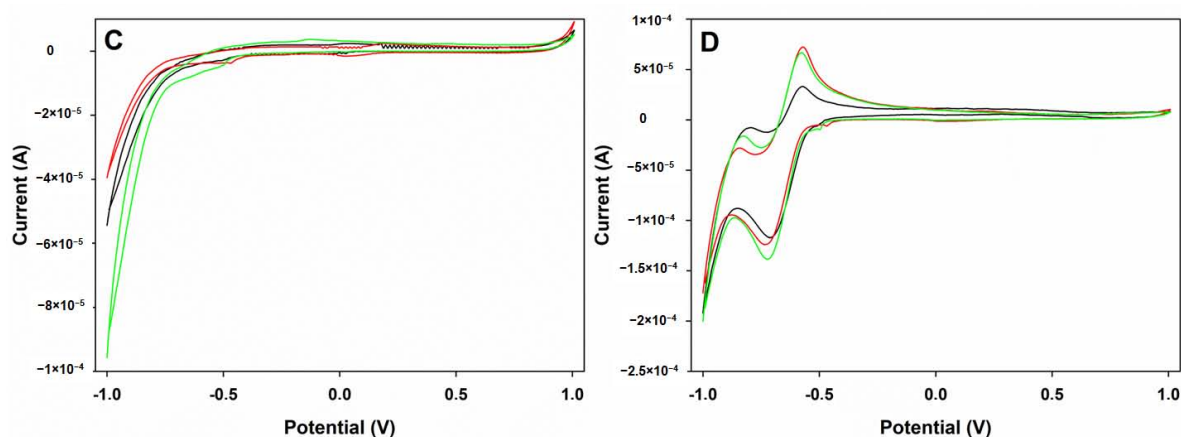 C
0
−2×10⁻⁵
−4×10⁻⁵
−6×10⁻⁵
−8×10⁻⁵
−1×10⁻⁴
Current (A)
-1.0 -0.5 0.0 0.5 1.0
Potential (V)
D
1×10⁻⁴
5×10⁻⁵
0
−5×10⁻⁵
−1×10⁻⁴
−1.5×10⁻⁴
−2×10⁻⁴
−2.5×10⁻⁴
Current (A)
-1.0 -0.5 0.0 0.5 1.0
Potential (V)